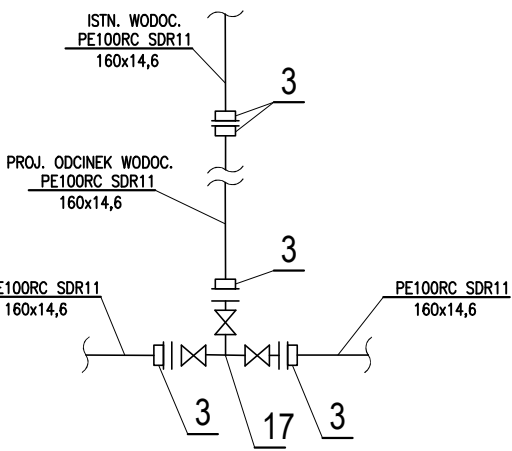 ISTN. WODOC.
PE100RC SDR11
160x14,6
3
PROJ. ODCINEK WODOC.
PE100RC SDR11
160x14,6
3
PE100RC SDR11
160x14,6
PE100RC SDR11
160x14,6
3
17
3